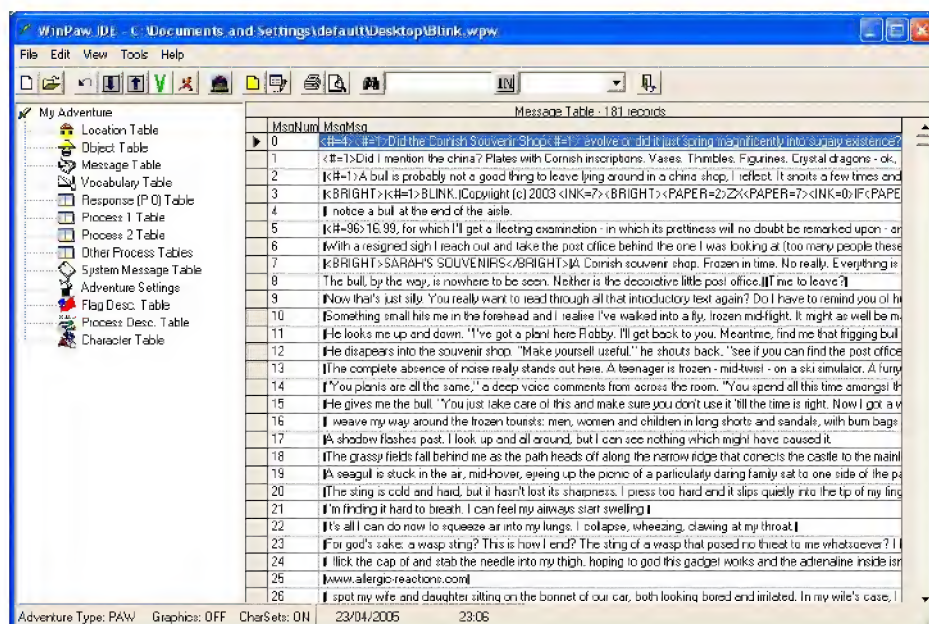 WinPaw IDE - C:\Documents and Settings\default\Desktop\Blink.wpw
File Edit View Tools Help
IN
My Adventure
Location Table
Object Table
Message Table
Vocabulary Table
Response (P 0) Table
Process 1 Table
Process 2 Table
Other Process Tables
System Message Table
Adventure Settings
Flag Desc. Table
Process Desc. Table
Character Table
Message Table - 181 records
MsgNum MsgMsg
0 <#=4><#=1>Did the Cornish Souvenir Shop(#=1> evolve or did it just spring magnificently into sugary existence?
1 <#=1>Did I mention the china? Plates with Cornish inscriptions. Vases. Thimbles. Figurines. Crystal dragons - ok,
2 |<#=1>A bull is probably not a good thing to leave lying around in a china shop, I reflect. It snorts a few times and
3 |<BRIGHT>|<#=1>BLINK.|Copyright (c) 2003 <INK=7><BRIGHT><PAPER=2>ZX<PAPER=7><INK=0>IF<PAPE
4 |I notice a bull at the end of the aisle.
5 |<#=96>16.99, for which I'll get a fleeting examination - in which its prettiness will no doubt be remarked upon - ar
6 |With a resigned sigh I reach out and take the post office behind the one I was looking at (too many people these
7 |<BRIGHT>SARAH'S SOUVENIRS</BRIGHT>|A Cornish souvenir shop. Frozen in time. No really. Everything is
8 The bull, by the way, is nowhere to be seen. Neither is the decorative little post office.||Time to leave?|
9 |Now that's just silly. You really want to read through all that introductory text again? Do I have to remind you of h
10 |Something small hits me in the forehead and I realise I've walked into a fly, frozen mid-flight. It might as well be m
11 |He looks me up and down. "I've got a plan! here Robby. I'll get back to you. Meantime, find me that frigging bull
12 |He disapears into the souvenir shop. "Make yourself useful." he shouts back, "see if you can find the post office
13 |The complete absence of noise really stands out here. A teenager is frozen - mid-twist - on a ski simulator. A furry
14 |"You plants are all the same," a deep voice comments from across the room. "You spend all this time amongst th
15 |He gives me the bull. "You just take care of this and make sure you don't use it 'till the time is right. Now I got a w
16 |I weave my way around the frozen tourists: men, women and children in long shorts and sandals, with bum bags
17 |A shadow flashes past. I look up and all around, but I can see nothing which might have caused it.
18 |The grassy fields fall behind me as the path heads off along the narrow ridge that conects the castle to the mainl
19 |A seagull is stuck in the air, mid-hover, eyeing up the picnic of a particularly daring family sat to one side of the pa
20 |The sting is cold and hard, but it hasn't lost its sharpness. I press too hard and it slips quietly into the tip of my fing
21 |I'm finding it hard to breath. I can feel my airways start swelling.|
22 |It's all I can do now to squeeze air into my lungs. I collapse, wheezing, clawing at my throat.|
23 |For god's sake: a wasp sting? This is how I end? The sting of a wasp that posed no threat to me whatsoever? I l
24 |I flick the cap of and stab the needle into my thigh, hoping to god this gadget works and the adrenaline inside isr
25 |www.allergic-reactions.com|
26 |I spot my wife and daughter sitting on the bonnet of our car, both looking bored and irritated. In my wife's case, I
Adventure Type: PAW Graphics: OFF CharSets: ON 23/04/2005 23:06